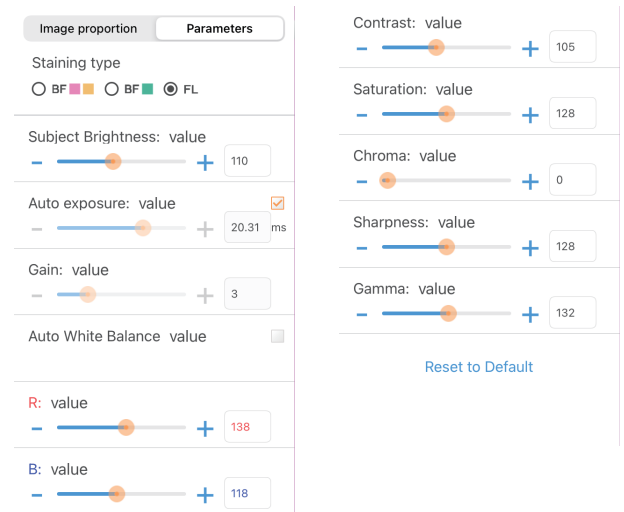 Image proportion Parameters
Staining type
BF BF FL
Subject Brightness: value
- + 110
Auto exposure: value
- + 20.31 ms
Gain: value
- + 3
Auto White Balance value
R: value
- + 138
B: value
- + 118
Contrast: value
- + 105
Saturation: value
- + 128
Chroma: value
- + 0
Sharpness: value
- + 128
Gamma: value
- + 132
Reset to Default